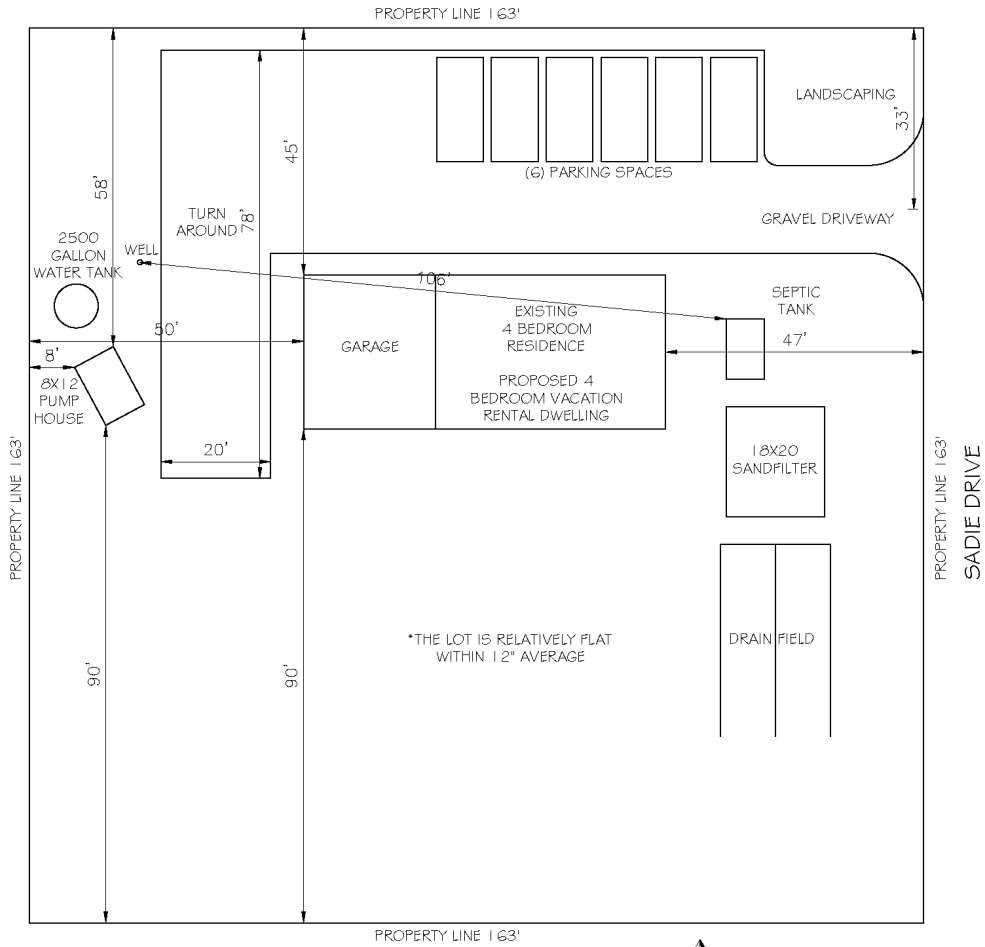 PROPERTY LINE 163'
LANDSCAPING
33'
45'
(6) PARKING SPACES
58'
TURN
AROUND
78'
GRAVEL DRIVEWAY
2500
GALLON
WATER TANK
WELL
106'
SEPTIC
TANK
EXISTING
4 BEDROOM
RESIDENCE
50'
GARAGE
47'
8'
8X12
PUMP
HOUSE
PROPOSED 4
BEDROOM VACATION
RENTAL DWELLING
20'
18X20
SANDFILTER
PROPERTY LINE 163'
PROPERTY LINE 163'
SADIE DRIVE
*THE LOT IS RELATIVELY FLAT
WITHIN 12" AVERAGE
DRAIN FIELD
90'
90'
PROPERTY LINE 163'